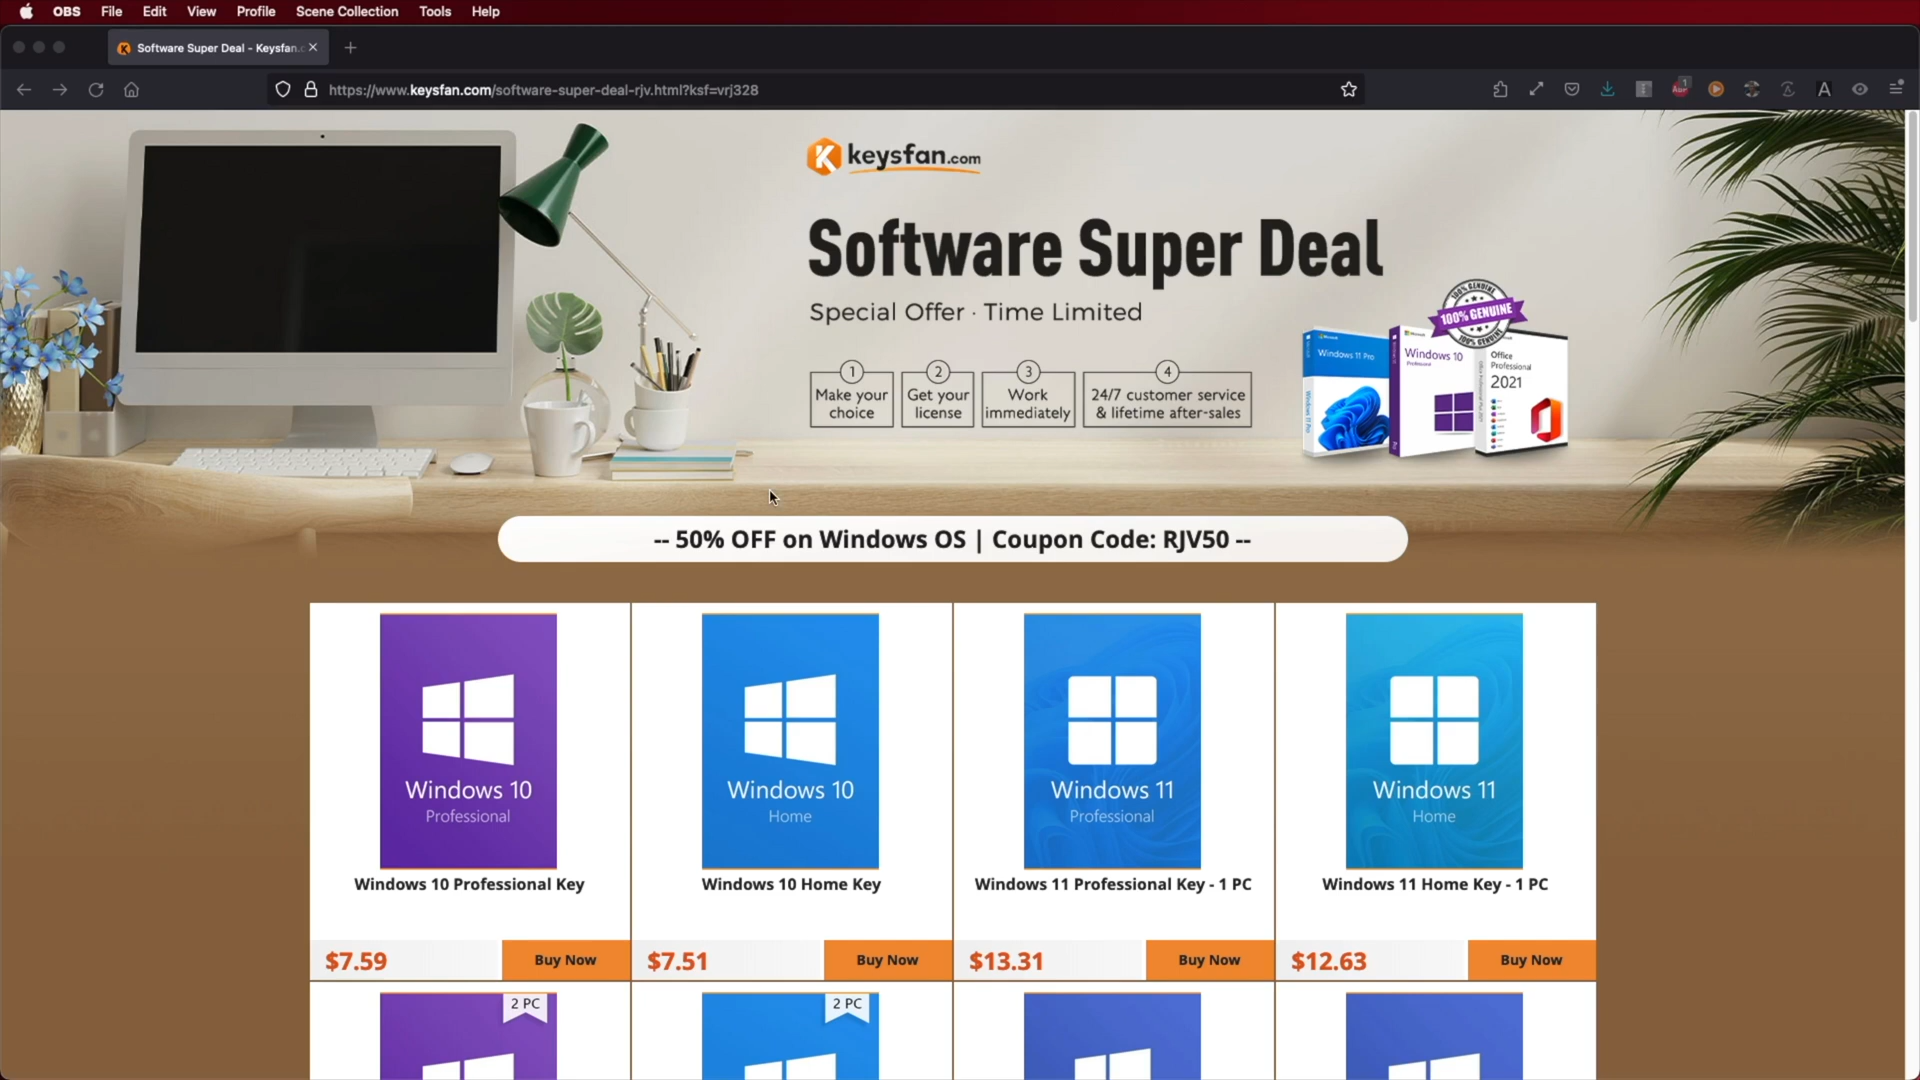 OBS File Edit View Profile Scene Collection Tools Help
Software Super Deal - Keysfan.c
https://www.keysfan.com/software-super-deal-rjv.html?ksf=vrj328
keysfan.com
Software Super Deal
Special Offer · Time Limited
1
Make your
choice
2
Get your
license
3
Work
immediately
4
24/7 customer service
& lifetime after-sales
100% GENUINE
100% GENUINE
100% GENUINE
Windows 11 Pro
Windows 10
Office
Professional
2021
-- 50% OFF on Windows OS | Coupon Code: RJV50 --
Windows 10
Professional
Windows 10 Professional Key
$7.59
Buy Now
Windows 10
Home
Windows 10 Home Key
$7.51
Buy Now
Windows 11
Professional
Windows 11 Professional Key - 1 PC
$13.31
Buy Now
Windows 11
Home
Windows 11 Home Key - 1 PC
$12.63
Buy Now
2 PC
2 PC